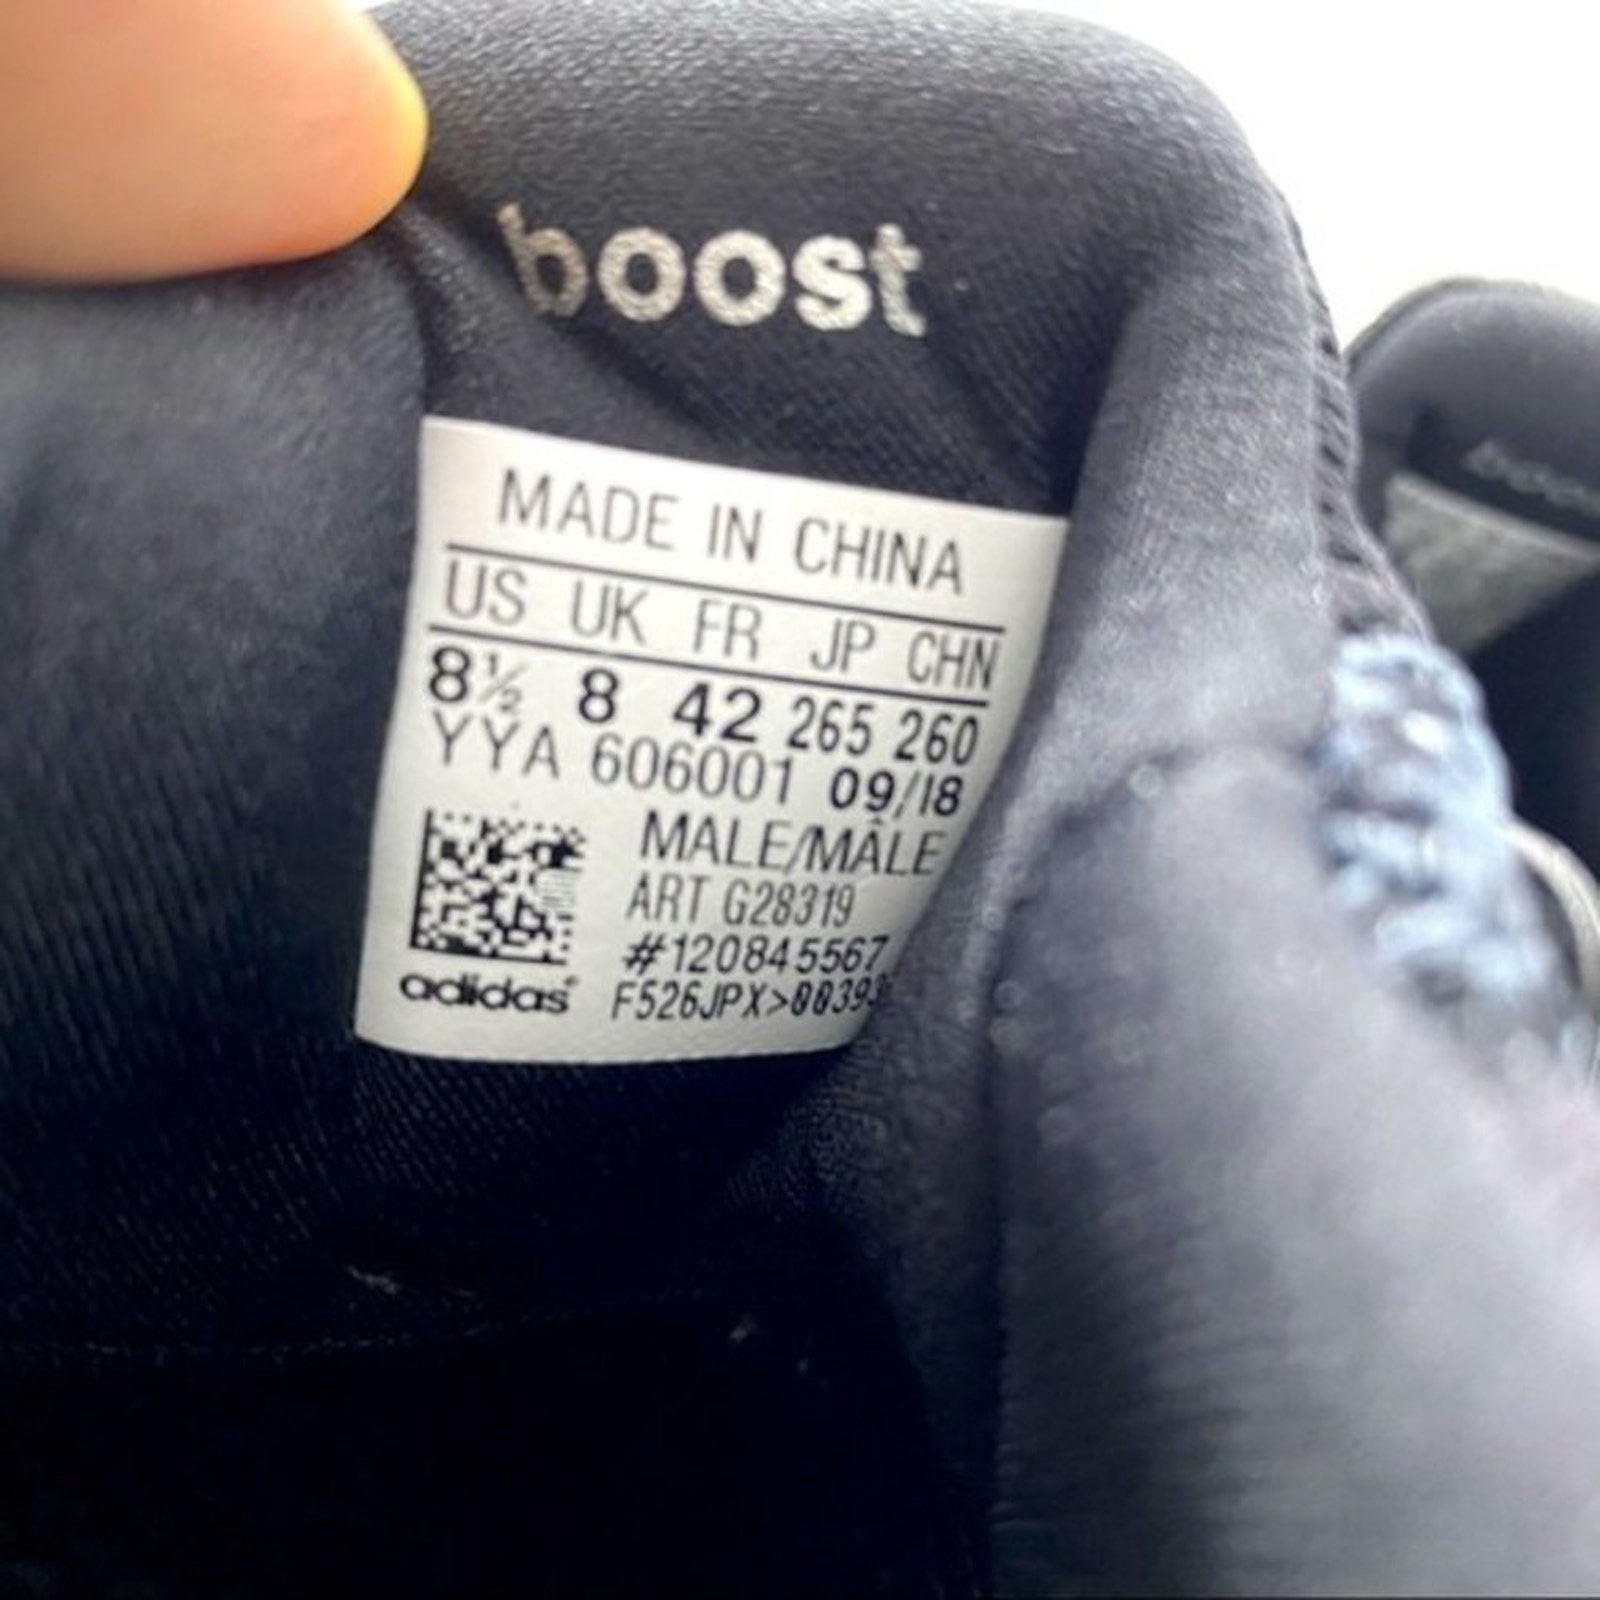 boost
MADE IN CHINA
US UK FR JP CHN
8½ 8 42 265 260
YYA 606001 09/18
MALE/MÂLE
ART G28319
#120845567
adidas